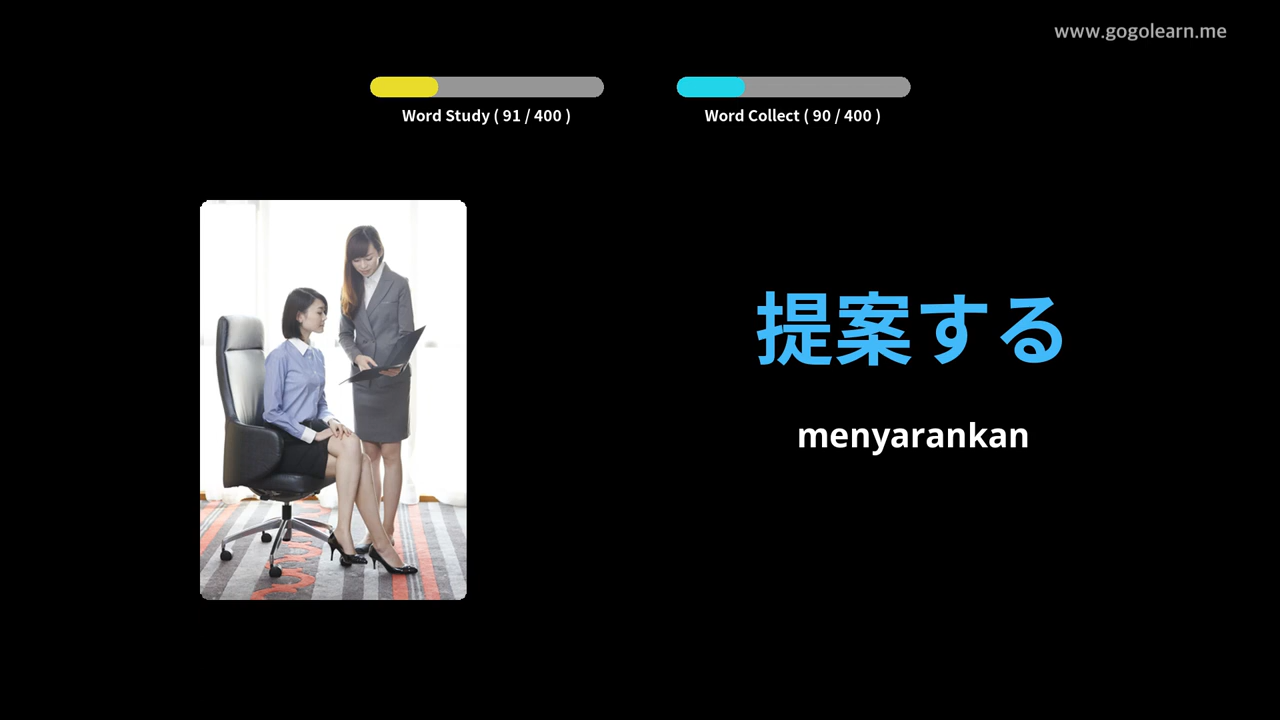 www.gogolearn.me
Word Study ( 91 / 400 )
Word Collect ( 90 / 400 )
提案する
menyarankan